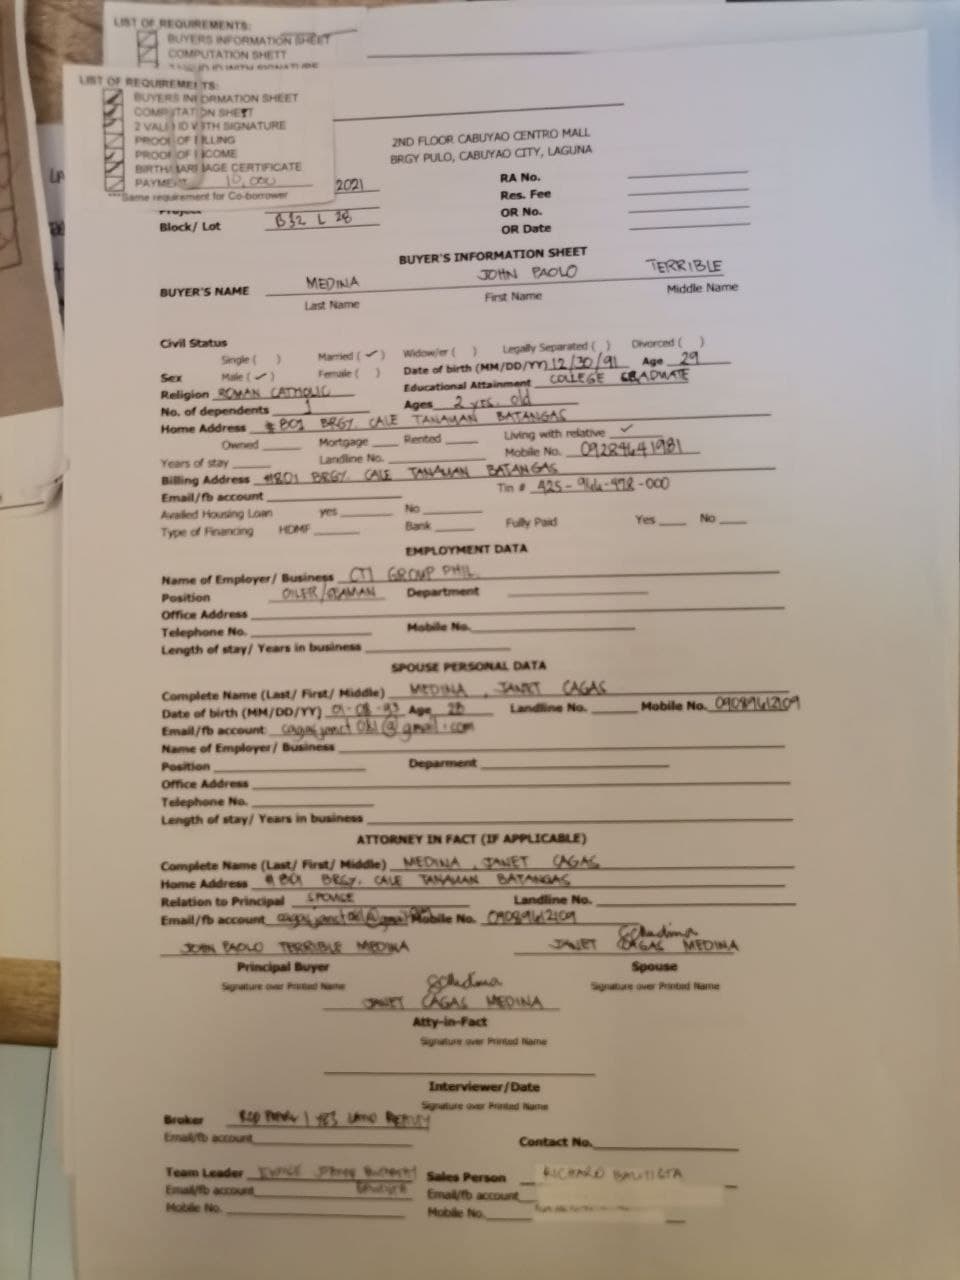 LIST OF REQUIREMENTS:
BUYERS INFORMATION SHEET
COMPUTATION SHETT
LIST OF REQUIREMENTS:
BUYERS INFORMATION SHEET
COMPUTATION SHEET
2 VALID ID WITH SIGNATURE
PROOF OF BILLING
PROOF OF INCOME
BIRTH/MARRIAGE CERTIFICATE
PAYMENT 10,000
***Same requirement for Co-borrower
2ND FLOOR CABUYAO CENTRO MALL
BRGY PULO, CABUYAO CITY, LAGUNA
2021 RA No.
Res. Fee
Project OR No.
Block/ Lot B32 L 28 OR Date
BUYER'S INFORMATION SHEET
BUYER'S NAME MEDINA JOHN PAOLO TERRIBLE
Last Name First Name Middle Name
Civil Status
Single ( ) Married ( ✓ ) Widow/er ( ) Legally Separated ( ) Divorced ( )
Sex Male ( ✓ ) Female ( ) Date of birth (MM/DD/YY) 12/30/91 Age 29
Religion ROMAN CATHOLIC Educational Attainment COLLEGE GRADUATE
No. of dependents 1 Ages 2 yrs. old
Home Address #801 BRGY. CALE TANAUAN BATANGAS
Owned Mortgage Rented Living with relative ✓
Years of stay Landline No. Mobile No. 09284641981
Billing Address #801 BRGY. CALE TANAUAN BATANGAS
Email/fb account Tin # 425-966-978-000
Availed Housing Loan yes No
Type of Financing HDMF Bank Fully Paid Yes No
EMPLOYMENT DATA
Name of Employer/ Business CTI GROUP PHIL.
Position OILER/SEAMAN Department
Office Address
Telephone No. Mobile No.
Length of stay/ Years in business
SPOUSE PERSONAL DATA
Complete Name (Last/ First/ Middle) MEDINA, JANET CAGAS
Date of birth (MM/DD/YY) 01-08-93 Age 28 Landline No. Mobile No. 09089612109
Email/fb account: @gmail.com
Name of Employer/ Business
Position Deparment
Office Address
Telephone No.
Length of stay/ Years in business
ATTORNEY IN FACT (IF APPLICABLE)
Complete Name (Last/ First/ Middle) MEDINA, JANET CAGAS
Home Address #801 BRGY. CALE TANAUAN BATANGAS
Relation to Principal SPOUSE Landline No.
Email/fb account Mobile No. 09089612109
JOHN PAOLO TERRIBLE MEDINA JANET CAGAS MEDINA
Principal Buyer Spouse
Signature over Printed Name Signature over Printed Name
JANET CAGAS MEDINA
Atty-in-Fact
Signature over Printed Name
Interviewer/Date
Signature over Printed Name
Broker YES LAND REALTY
Email/fb account Contact No.
Team Leader Sales Person RICHARD BAUTISTA
Email/fb account Email/fb account
Mobile No. Mobile No.